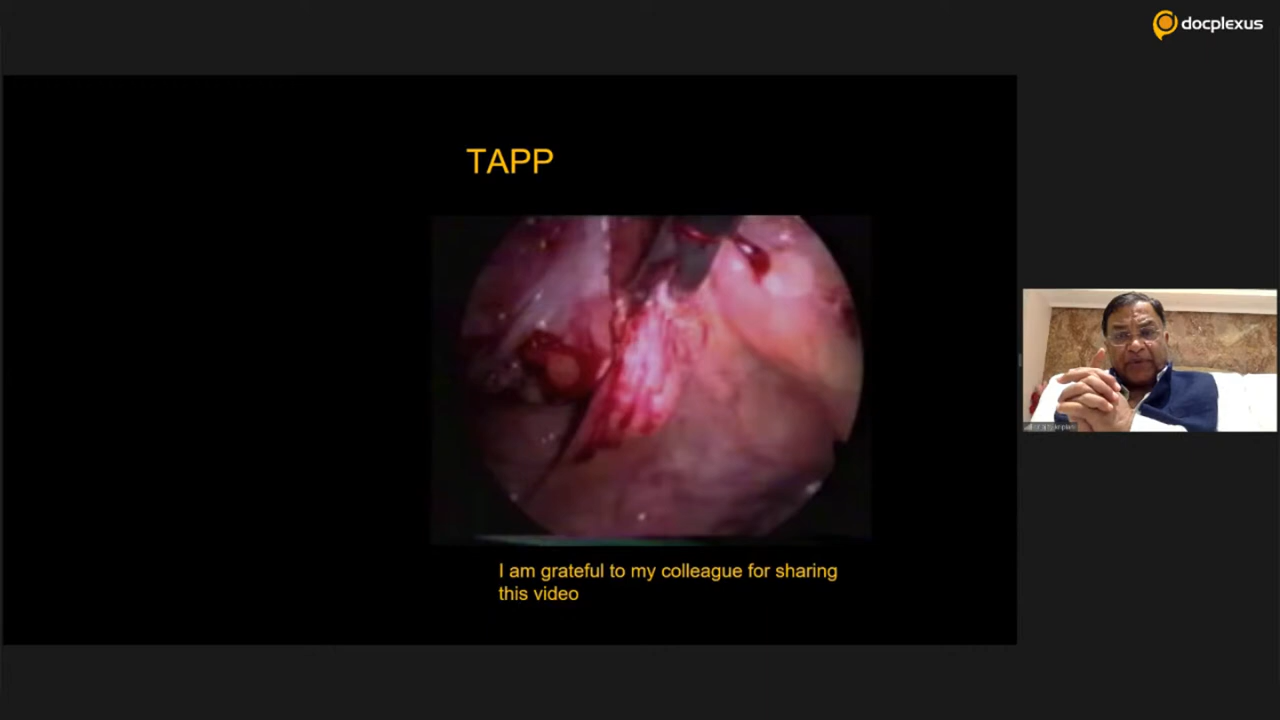 docplexus
TAPP
I am grateful to my colleague for sharing
this video